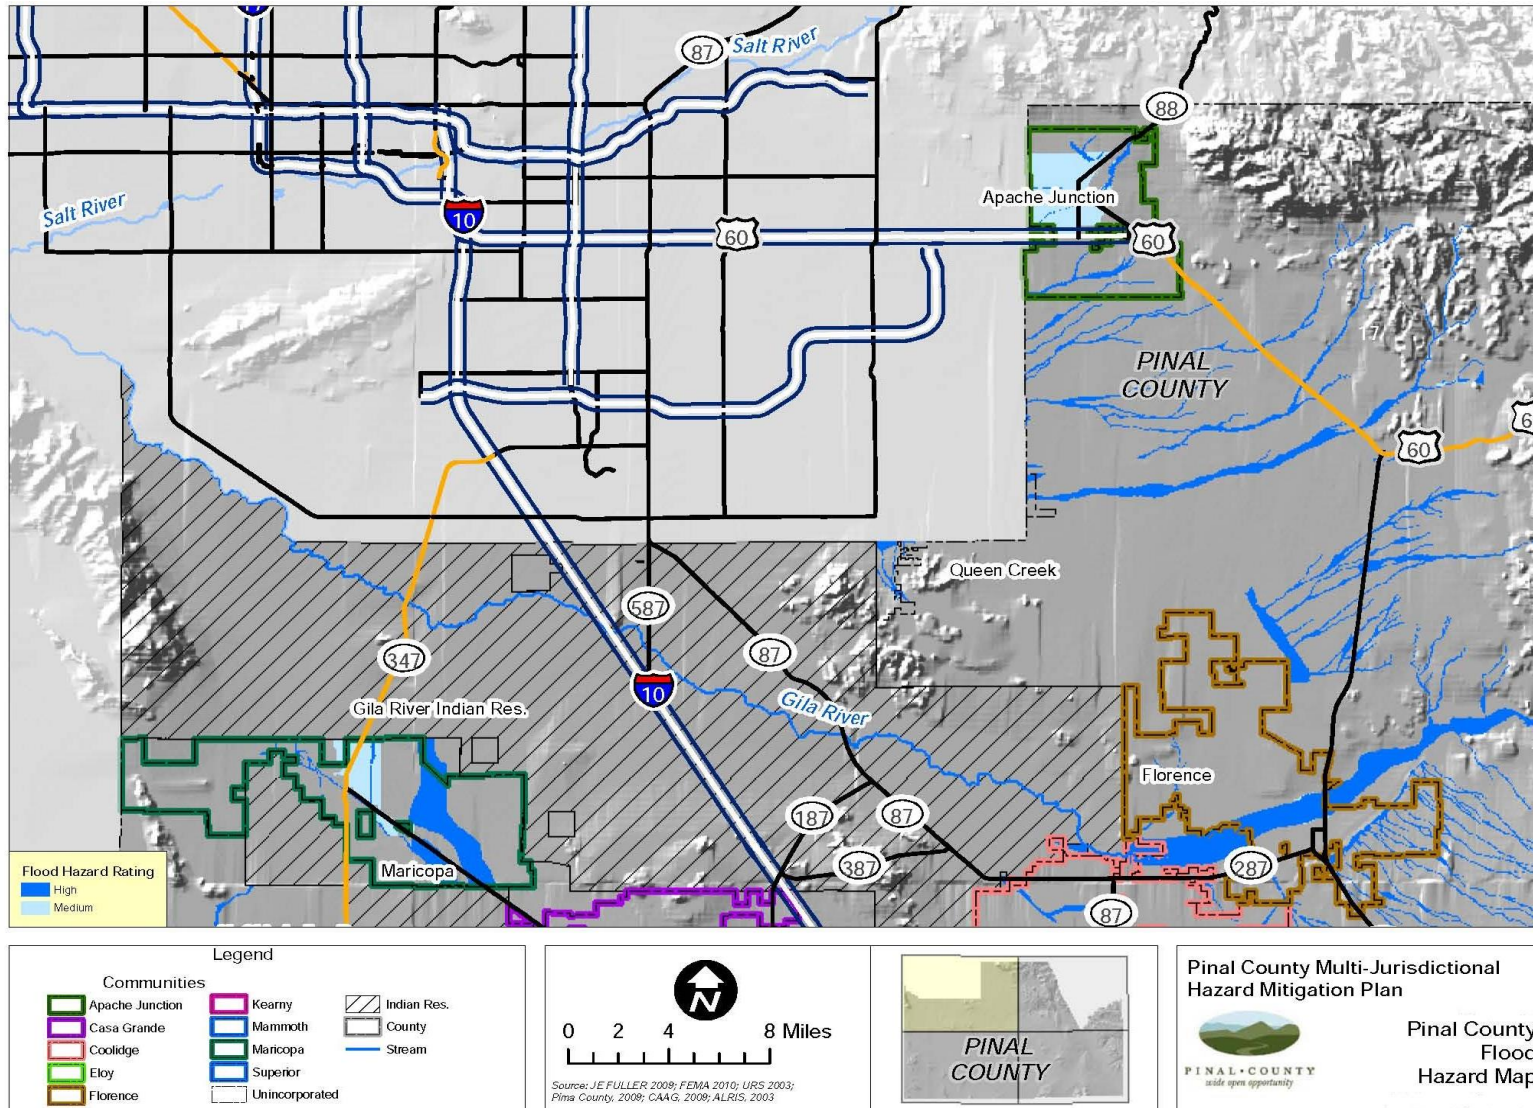 17
87
Salt River
88
Salt River
Apache Junction
10
60
60
17
PINAL
COUNTY
6
60
Queen Creek
587
347
87
10
Gila River Indian Res.
Gila River
Florence
187
87
387
287
Maricopa
87
Flood Hazard Rating
High
Medium
Legend
Communities
Apache Junction
Casa Grande
Coolidge
Eloy
Florence
Kearny
Mammoth
Maricopa
Superior
Unincorporated
Indian Res.
County
Stream
N
0 2 4 8 Miles
Source: JE FULLER 2009; FEMA 2010; URS 2003;
Pima County, 2009; CAAG, 2009; ALRIS, 2003
PINAL
COUNTY
Pinal County Multi-Jurisdictional
Hazard Mitigation Plan
PINAL • COUNTY
wide open opportunity
Pinal County
Flood
Hazard Map